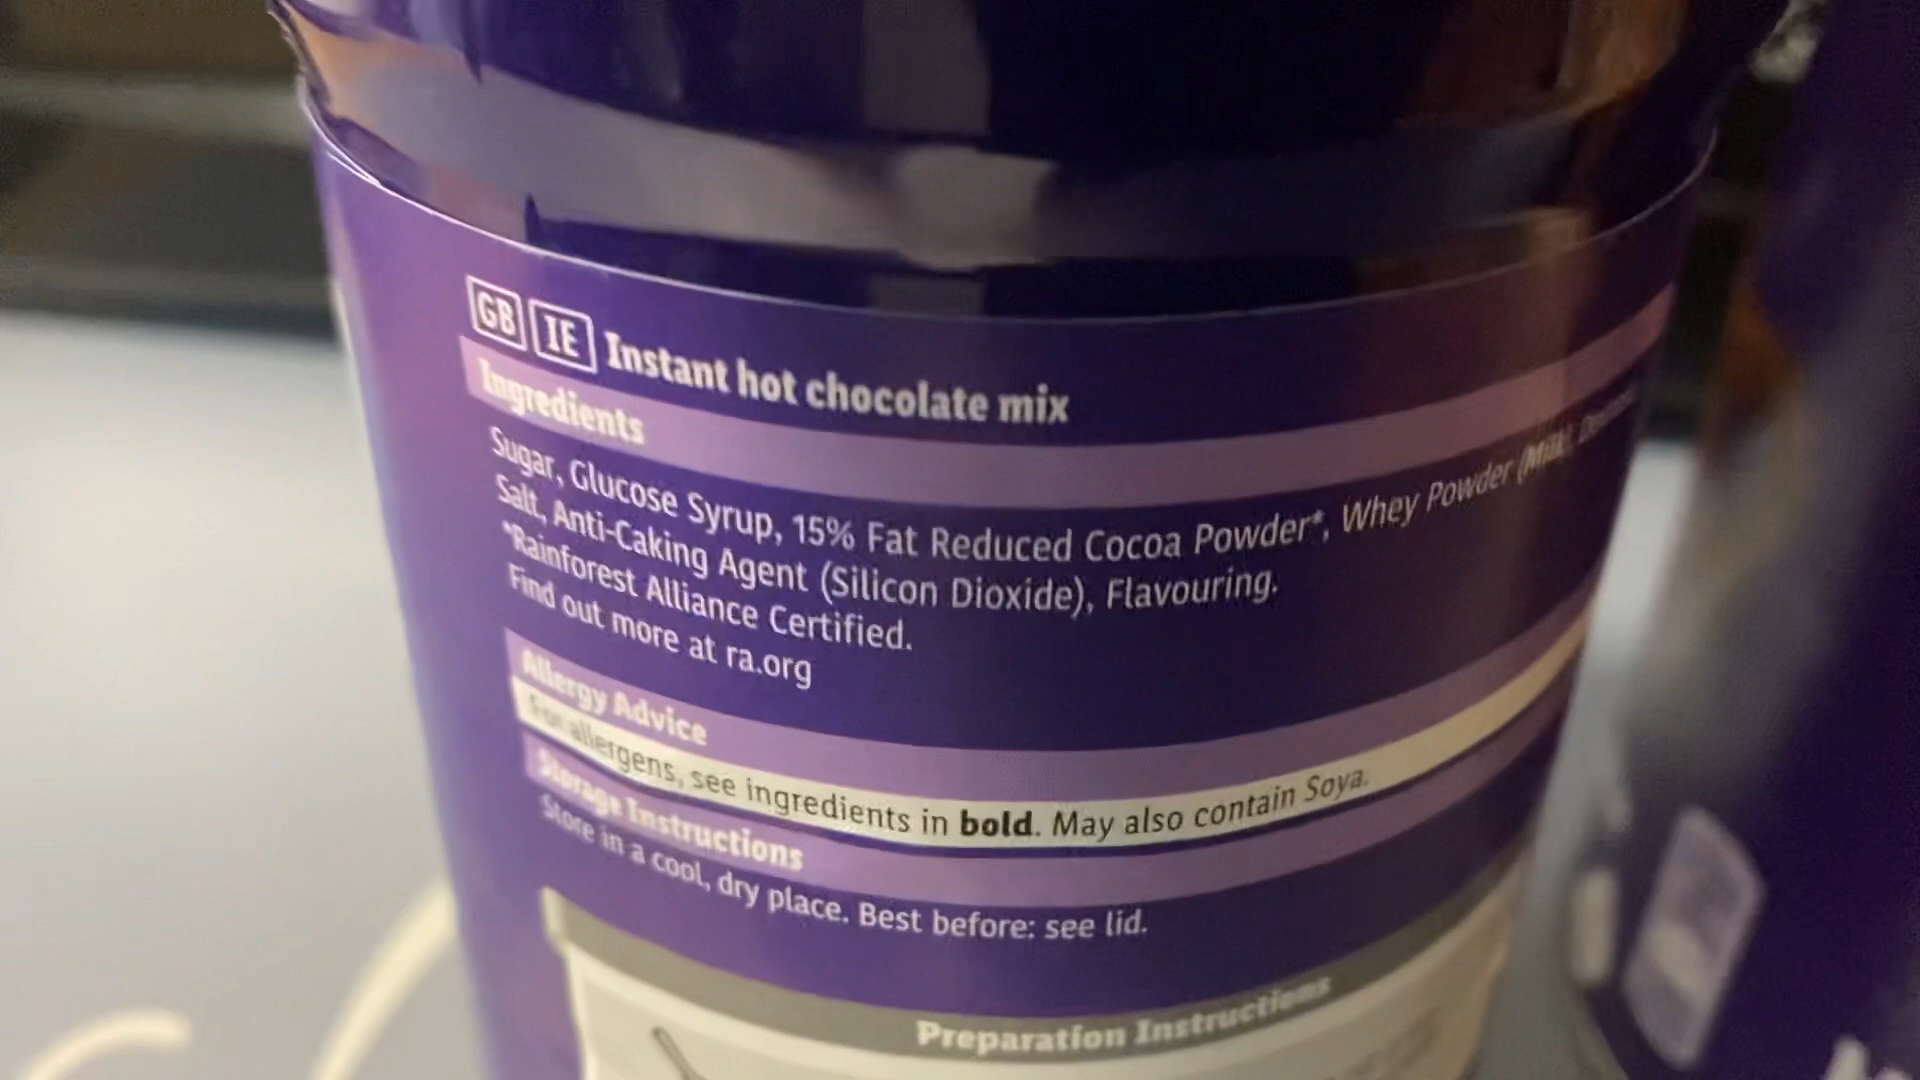 GB IE Instant hot chocolate mix
Ingredients
Sugar, Glucose Syrup, 15% Fat Reduced Cocoa Powder*, Whey Powder (Milk),
Salt, Anti-Caking Agent (Silicon Dioxide), Flavouring.
*Rainforest Alliance Certified.
Find out more at ra.org
Allergy Advice
For allergens, see ingredients in bold. May also contain Soya.
Storage Instructions
Store in a cool, dry place. Best before: see lid.
Preparation Instructions